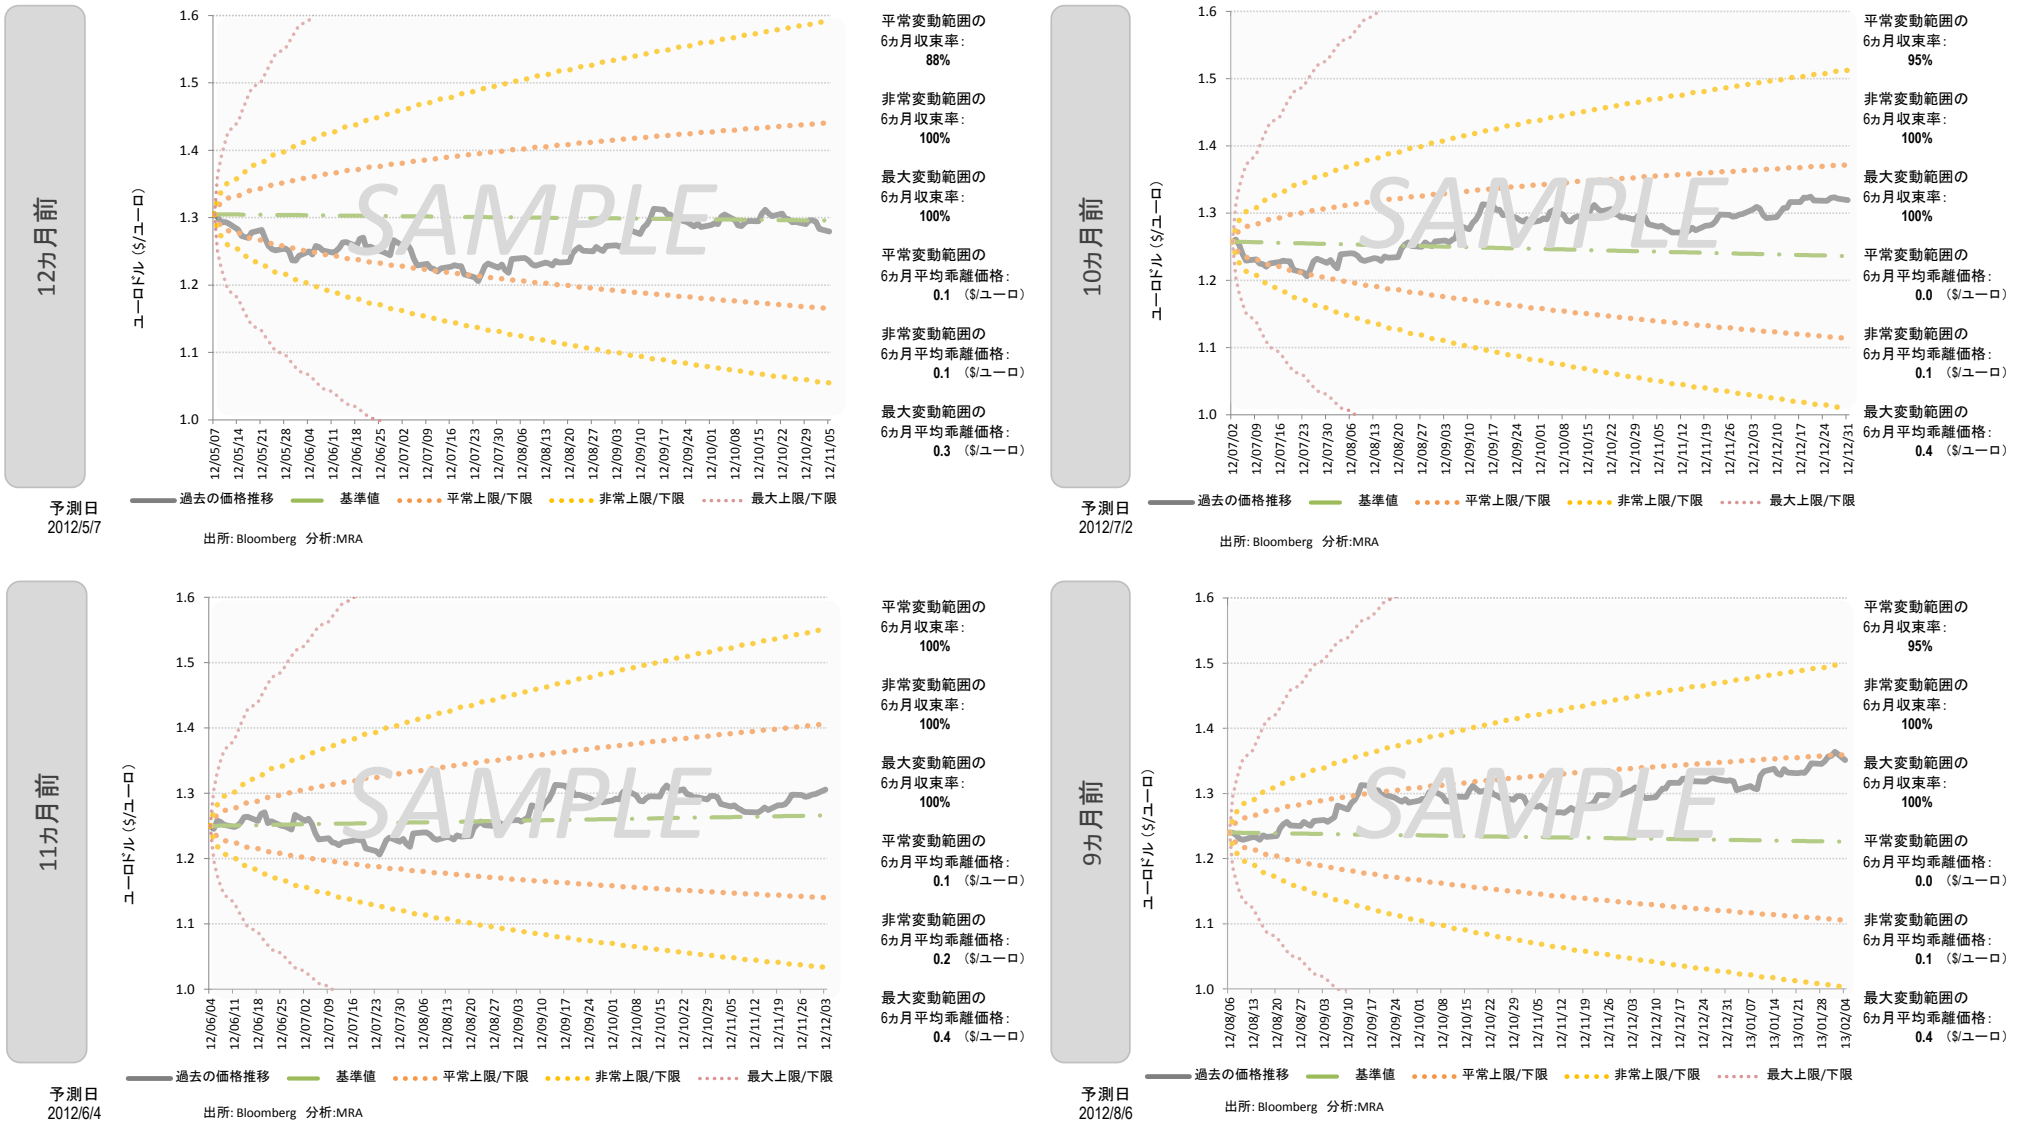 12カ月前
予測日
2012/5/7
ユーロドル（$/ユーロ）
1.6
1.5
1.4
1.3
1.2
1.1
1.0
SAMPLE
12/05/07
12/05/14
12/05/21
12/05/28
12/06/04
12/06/11
12/06/18
12/06/25
12/07/02
12/07/09
12/07/16
12/07/23
12/07/30
12/08/06
12/08/13
12/08/20
12/08/27
12/09/03
12/09/10
12/09/17
12/09/24
12/10/01
12/10/08
12/10/15
12/10/22
12/10/29
12/11/05
過去の価格推移 基準値 平常上限/下限 非常上限/下限 最大上限/下限
出所: Bloomberg 分析:MRA
平常変動範囲の
6ヵ月収束率:
88%
非常変動範囲の
6ヵ月収束率:
100%
最大変動範囲の
6ヵ月収束率:
100%
平常変動範囲の
6ヵ月平均乖離価格:
0.1 （$/ユーロ）
非常変動範囲の
6ヵ月平均乖離価格:
0.1 （$/ユーロ）
最大変動範囲の
6ヵ月平均乖離価格:
0.3 （$/ユーロ）
10カ月前
予測日
2012/7/2
ユーロドル（$/ユーロ）
1.6
1.5
1.4
1.3
1.2
1.1
1.0
SAMPLE
12/07/02
12/07/09
12/07/16
12/07/23
12/07/30
12/08/06
12/08/13
12/08/20
12/08/27
12/09/03
12/09/10
12/09/17
12/09/24
12/10/01
12/10/08
12/10/15
12/10/22
12/10/29
12/11/05
12/11/12
12/11/19
12/11/26
12/12/03
12/12/10
12/12/17
12/12/24
12/12/31
過去の価格推移 基準値 平常上限/下限 非常上限/下限 最大上限/下限
出所: Bloomberg 分析:MRA
平常変動範囲の
6ヵ月収束率:
95%
非常変動範囲の
6ヵ月収束率:
100%
最大変動範囲の
6ヵ月収束率:
100%
平常変動範囲の
6ヵ月平均乖離価格:
0.0 （$/ユーロ）
非常変動範囲の
6ヵ月平均乖離価格:
0.1 （$/ユーロ）
最大変動範囲の
6ヵ月平均乖離価格:
0.4 （$/ユーロ）
11カ月前
予測日
2012/6/4
ユーロドル（$/ユーロ）
1.6
1.5
1.4
1.3
1.2
1.1
1.0
SAMPLE
12/06/04
12/06/11
12/06/18
12/06/25
12/07/02
12/07/09
12/07/16
12/07/23
12/07/30
12/08/06
12/08/13
12/08/20
12/08/27
12/09/03
12/09/10
12/09/17
12/09/24
12/10/01
12/10/08
12/10/15
12/10/22
12/10/29
12/11/05
12/11/12
12/11/19
12/11/26
12/12/03
過去の価格推移 基準値 平常上限/下限 非常上限/下限 最大上限/下限
出所: Bloomberg 分析:MRA
平常変動範囲の
6ヵ月収束率:
100%
非常変動範囲の
6ヵ月収束率:
100%
最大変動範囲の
6ヵ月収束率:
100%
平常変動範囲の
6ヵ月平均乖離価格:
0.1 （$/ユーロ）
非常変動範囲の
6ヵ月平均乖離価格:
0.2 （$/ユーロ）
最大変動範囲の
6ヵ月平均乖離価格:
0.4 （$/ユーロ）
9カ月前
予測日
2012/8/6
ユーロドル（$/ユーロ）
1.6
1.5
1.4
1.3
1.2
1.1
1.0
SAMPLE
12/08/06
12/08/13
12/08/20
12/08/27
12/09/03
12/09/10
12/09/17
12/09/24
12/10/01
12/10/08
12/10/15
12/10/22
12/10/29
12/11/05
12/11/12
12/11/19
12/11/26
12/12/03
12/12/10
12/12/17
12/12/24
12/12/31
13/01/07
13/01/14
13/01/21
13/01/28
13/02/04
過去の価格推移 基準値 平常上限/下限 非常上限/下限 最大上限/下限
出所: Bloomberg 分析:MRA
平常変動範囲の
6ヵ月収束率:
95%
非常変動範囲の
6ヵ月収束率:
100%
最大変動範囲の
6ヵ月収束率:
100%
平常変動範囲の
6ヵ月平均乖離価格:
0.0 （$/ユーロ）
非常変動範囲の
6ヵ月平均乖離価格:
0.1 （$/ユーロ）
最大変動範囲の
6ヵ月平均乖離価格:
0.4 （$/ユーロ）